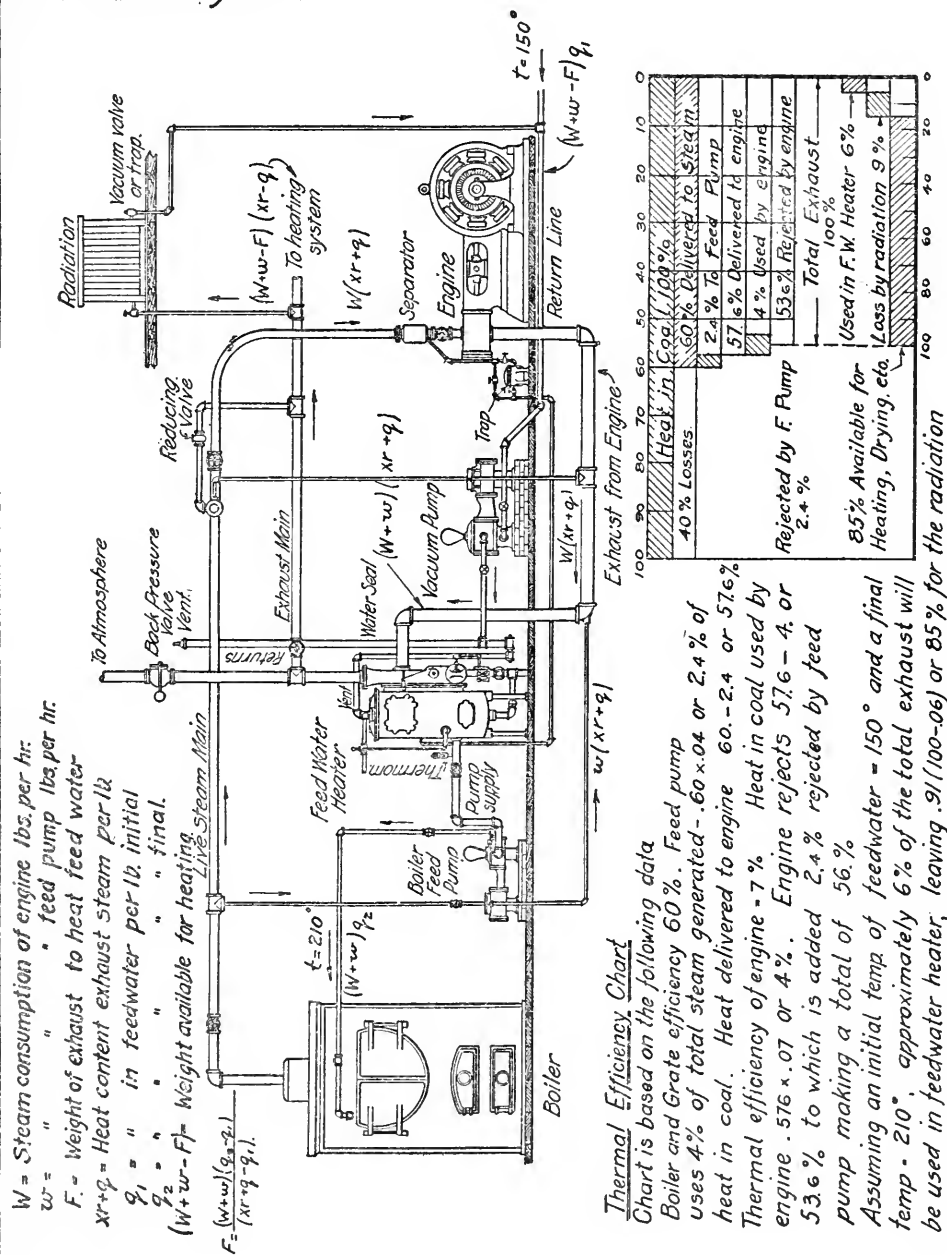 W = Steam consumption of engine lbs. per hr.
w = " " " feed pump lbs. per hr.
F. = Weight of exhaust to heat feed water
xr+q = Heat content exhaust steam per lb
q1 = " in feedwater per lb. initial
q2 = " " " " final.
(W+w-F)= Weight available for heating
F= (W+w)(q2-q1) / (xr+q-q1).
To Atmosphere
Back Pressure
Valve
Vent.
Live Steam Main
Returns
Exhaust Main
Reducing
Valve
Radiation
Vacuum valve
or trap.
(W+w-F)(xr-q)
To heating
system
W(xr+q)
Separator
Engine
t=150°
Return Line
(W+w-F)q1
Feed Water
Heater
Vent
Thermom.
Water Seal
(W+w)(xr+q)
Vacuum Pump
Trap
Pump
supply
Boiler
Feed
Pump
t=210°
(W+w)q2
W(xr+q)
Exhaust from Engine
w(xr+q)
Boiler
Thermal Efficiency Chart
Chart is based on the following data
Boiler and Grate efficiency 60%. Feed pump
uses 4% of total steam generated-.60x.04 or 2.4% of
heat in coal. Heat delivered to engine 60.-2.4 or 57.6%
Thermal efficiency of engine = 7% Heat in coal used by
engine .576 x .07 or 4%. Engine rejects 57.6-4. or
53.6% to which is added 2.4% rejected by feed
pump making a total of 56.%
Assuming an initial temp. of feedwater = 150° and a final
temp - 210° approximately 6% of the total exhaust will
be used in feedwater heater, leaving .91(100-.06) or 85% for the radiation
100 90 80 70 60 50 40 30 20 10 0
Heat in Coal 100%
40% Losses.
60% Delivered to steam
2.4% To Feed Pump
57.6% Delivered to engine
4% Used by engine
53.6% Rejected by engine
Rejected by F. Pump
2.4%
Total Exhaust
100%
Used in F.W. Heater 6%
Loss by radiation 9%
85% Available for
Heating, Drying. etc.
100 80 60 40 20 0